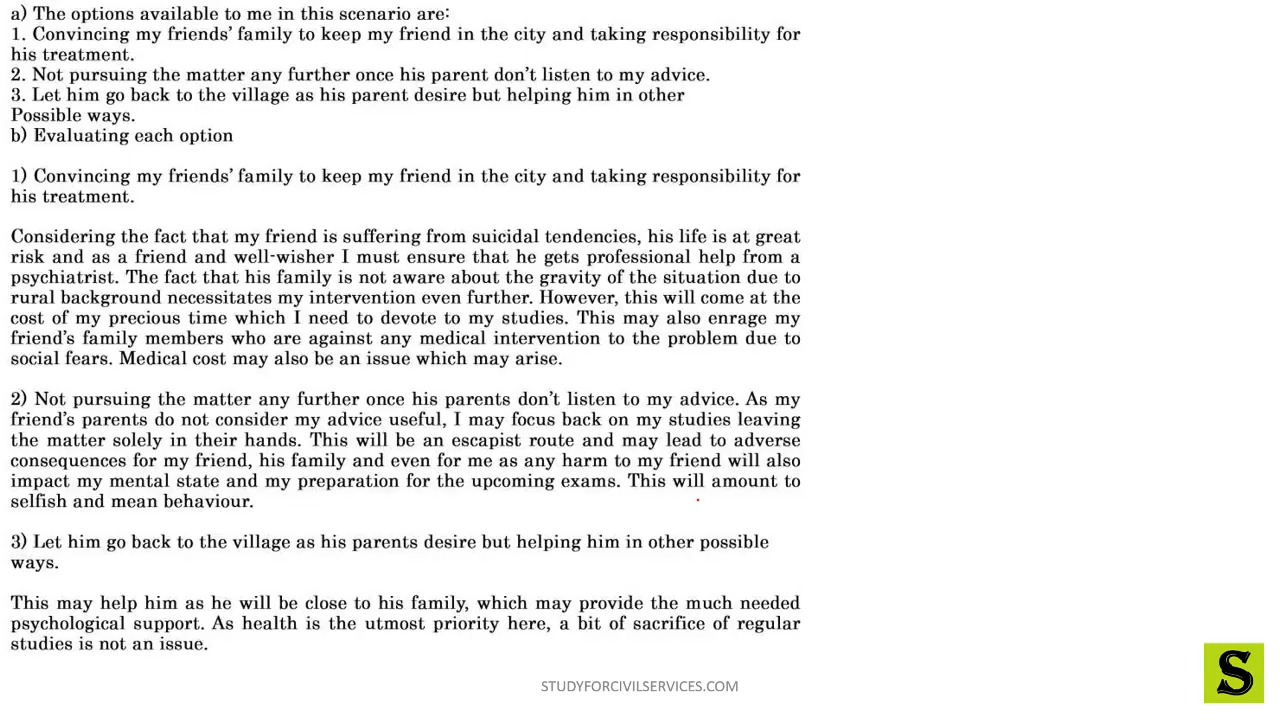 a) The options available to me in this scenario are:
1. Convincing my friends' family to keep my friend in the city and taking responsibility for
his treatment.
2. Not pursuing the matter any further once his parent don't listen to my advice.
3. Let him go back to the village as his parent desire but helping him in other
Possible ways.
b) Evaluating each option
1) Convincing my friends' family to keep my friend in the city and taking responsibility for
his treatment.
Considering the fact that my friend is suffering from suicidal tendencies, his life is at great
risk and as a friend and well-wisher I must ensure that he gets professional help from a
psychiatrist. The fact that his family is not aware about the gravity of the situation due to
rural background necessitates my intervention even further. However, this will come at the
cost of my precious time which I need to devote to my studies. This may also enrage my
friend's family members who are against any medical intervention to the problem due to
social fears. Medical cost may also be an issue which may arise.
2) Not pursuing the matter any further once his parents don't listen to my advice. As my
friend's parents do not consider my advice useful, I may focus back on my studies leaving
the matter solely in their hands. This will be an escapist route and may lead to adverse
consequences for my friend, his family and even for me as any harm to my friend will also
impact my mental state and my preparation for the upcoming exams. This will amount to
selfish and mean behaviour.
3) Let him go back to the village as his parents desire but helping him in other possible
ways.
This may help him as he will be close to his family, which may provide the much needed
psychological support. As health is the utmost priority here, a bit of sacrifice of regular
studies is not an issue.
STUDYFORCIVILSERVICES.COM
S